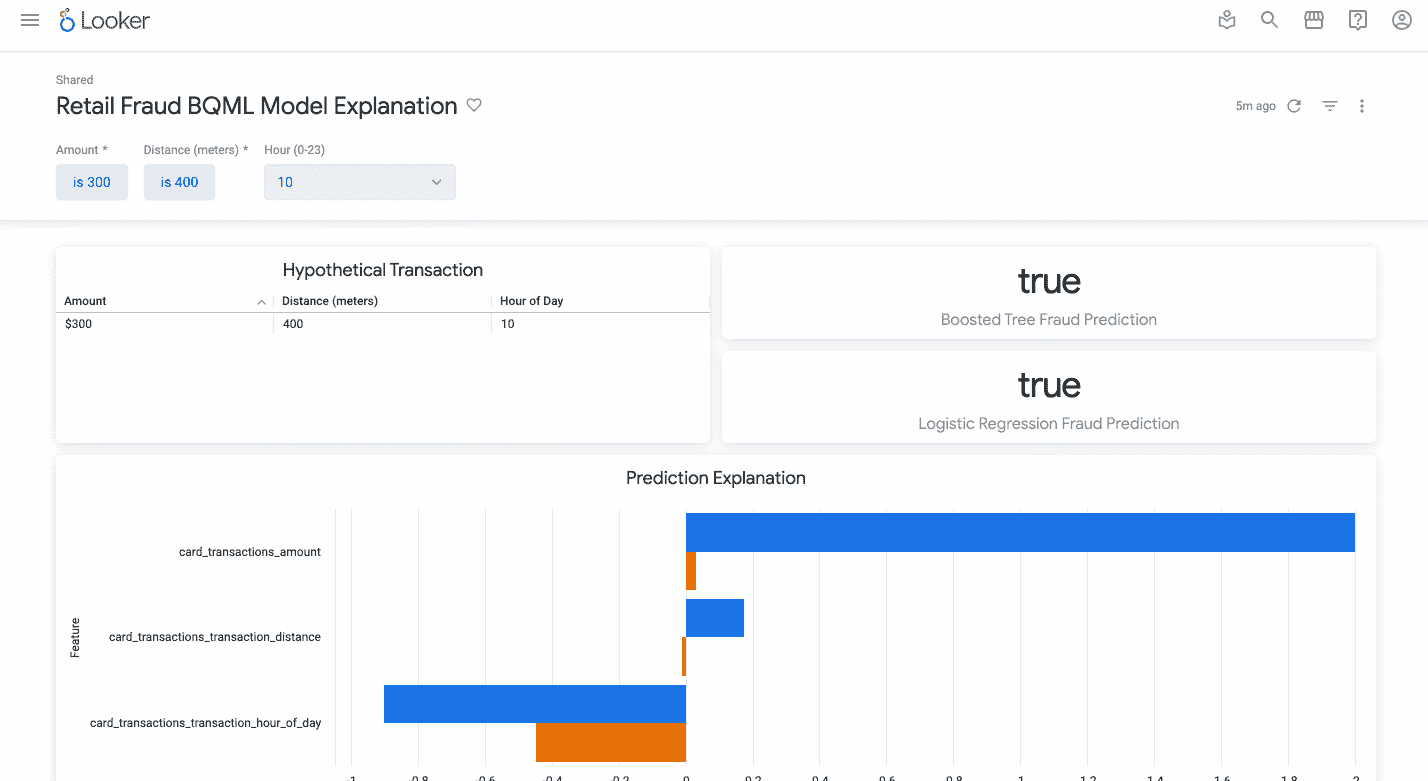 Looker
Shared
Retail Fraud BQML Model Explanation
5m ago
Amount * Distance (meters) * Hour (0-23)
is 300 is 400 10
Hypothetical Transaction
Amount Distance (meters) Hour of Day
$300 400 10
true
Boosted Tree Fraud Prediction
true
Logistic Regression Fraud Prediction
Prediction Explanation
Feature
card_transactions_amount
card_transactions_transaction_distance
card_transactions_transaction_hour_of_day
-1 -0.8 -0.6 -0.4 -0.2 0 0.2 0.4 0.6 0.8 1 1.2 1.4 1.6 1.8 2